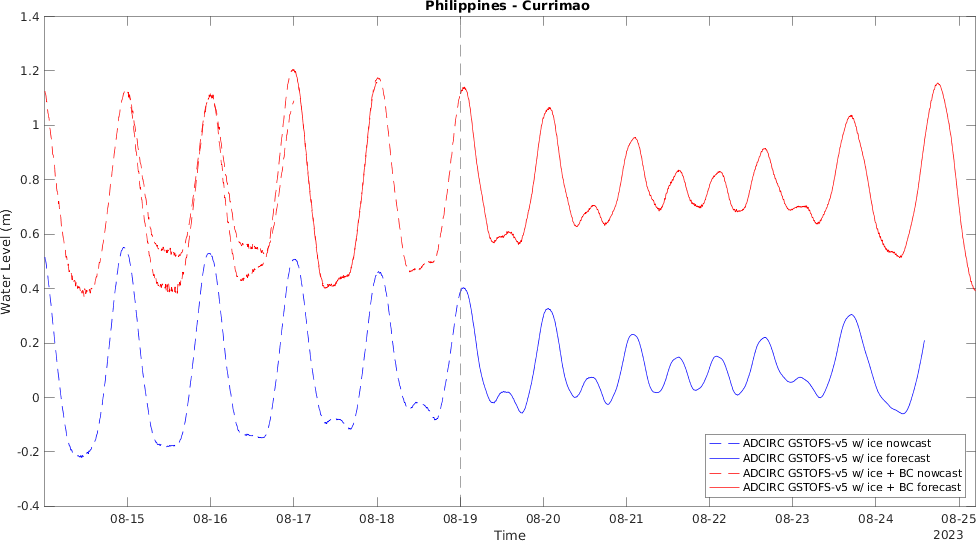 Philippines - Currimao
1.4
1.2
1
0.8
0.6
0.4
0.2
0
-0.2
-0.4
Water Level (m)
ADCIRC GSTOFS-v5 w/ ice nowcast
ADCIRC GSTOFS-v5 w/ ice forecast
ADCIRC GSTOFS-v5 w/ ice + BC nowcast
ADCIRC GSTOFS-v5 w/ ice + BC forecast
08-15 08-16 08-17 08-18 08-19 08-20 08-21 08-22 08-23 08-24 08-25
Time 2023